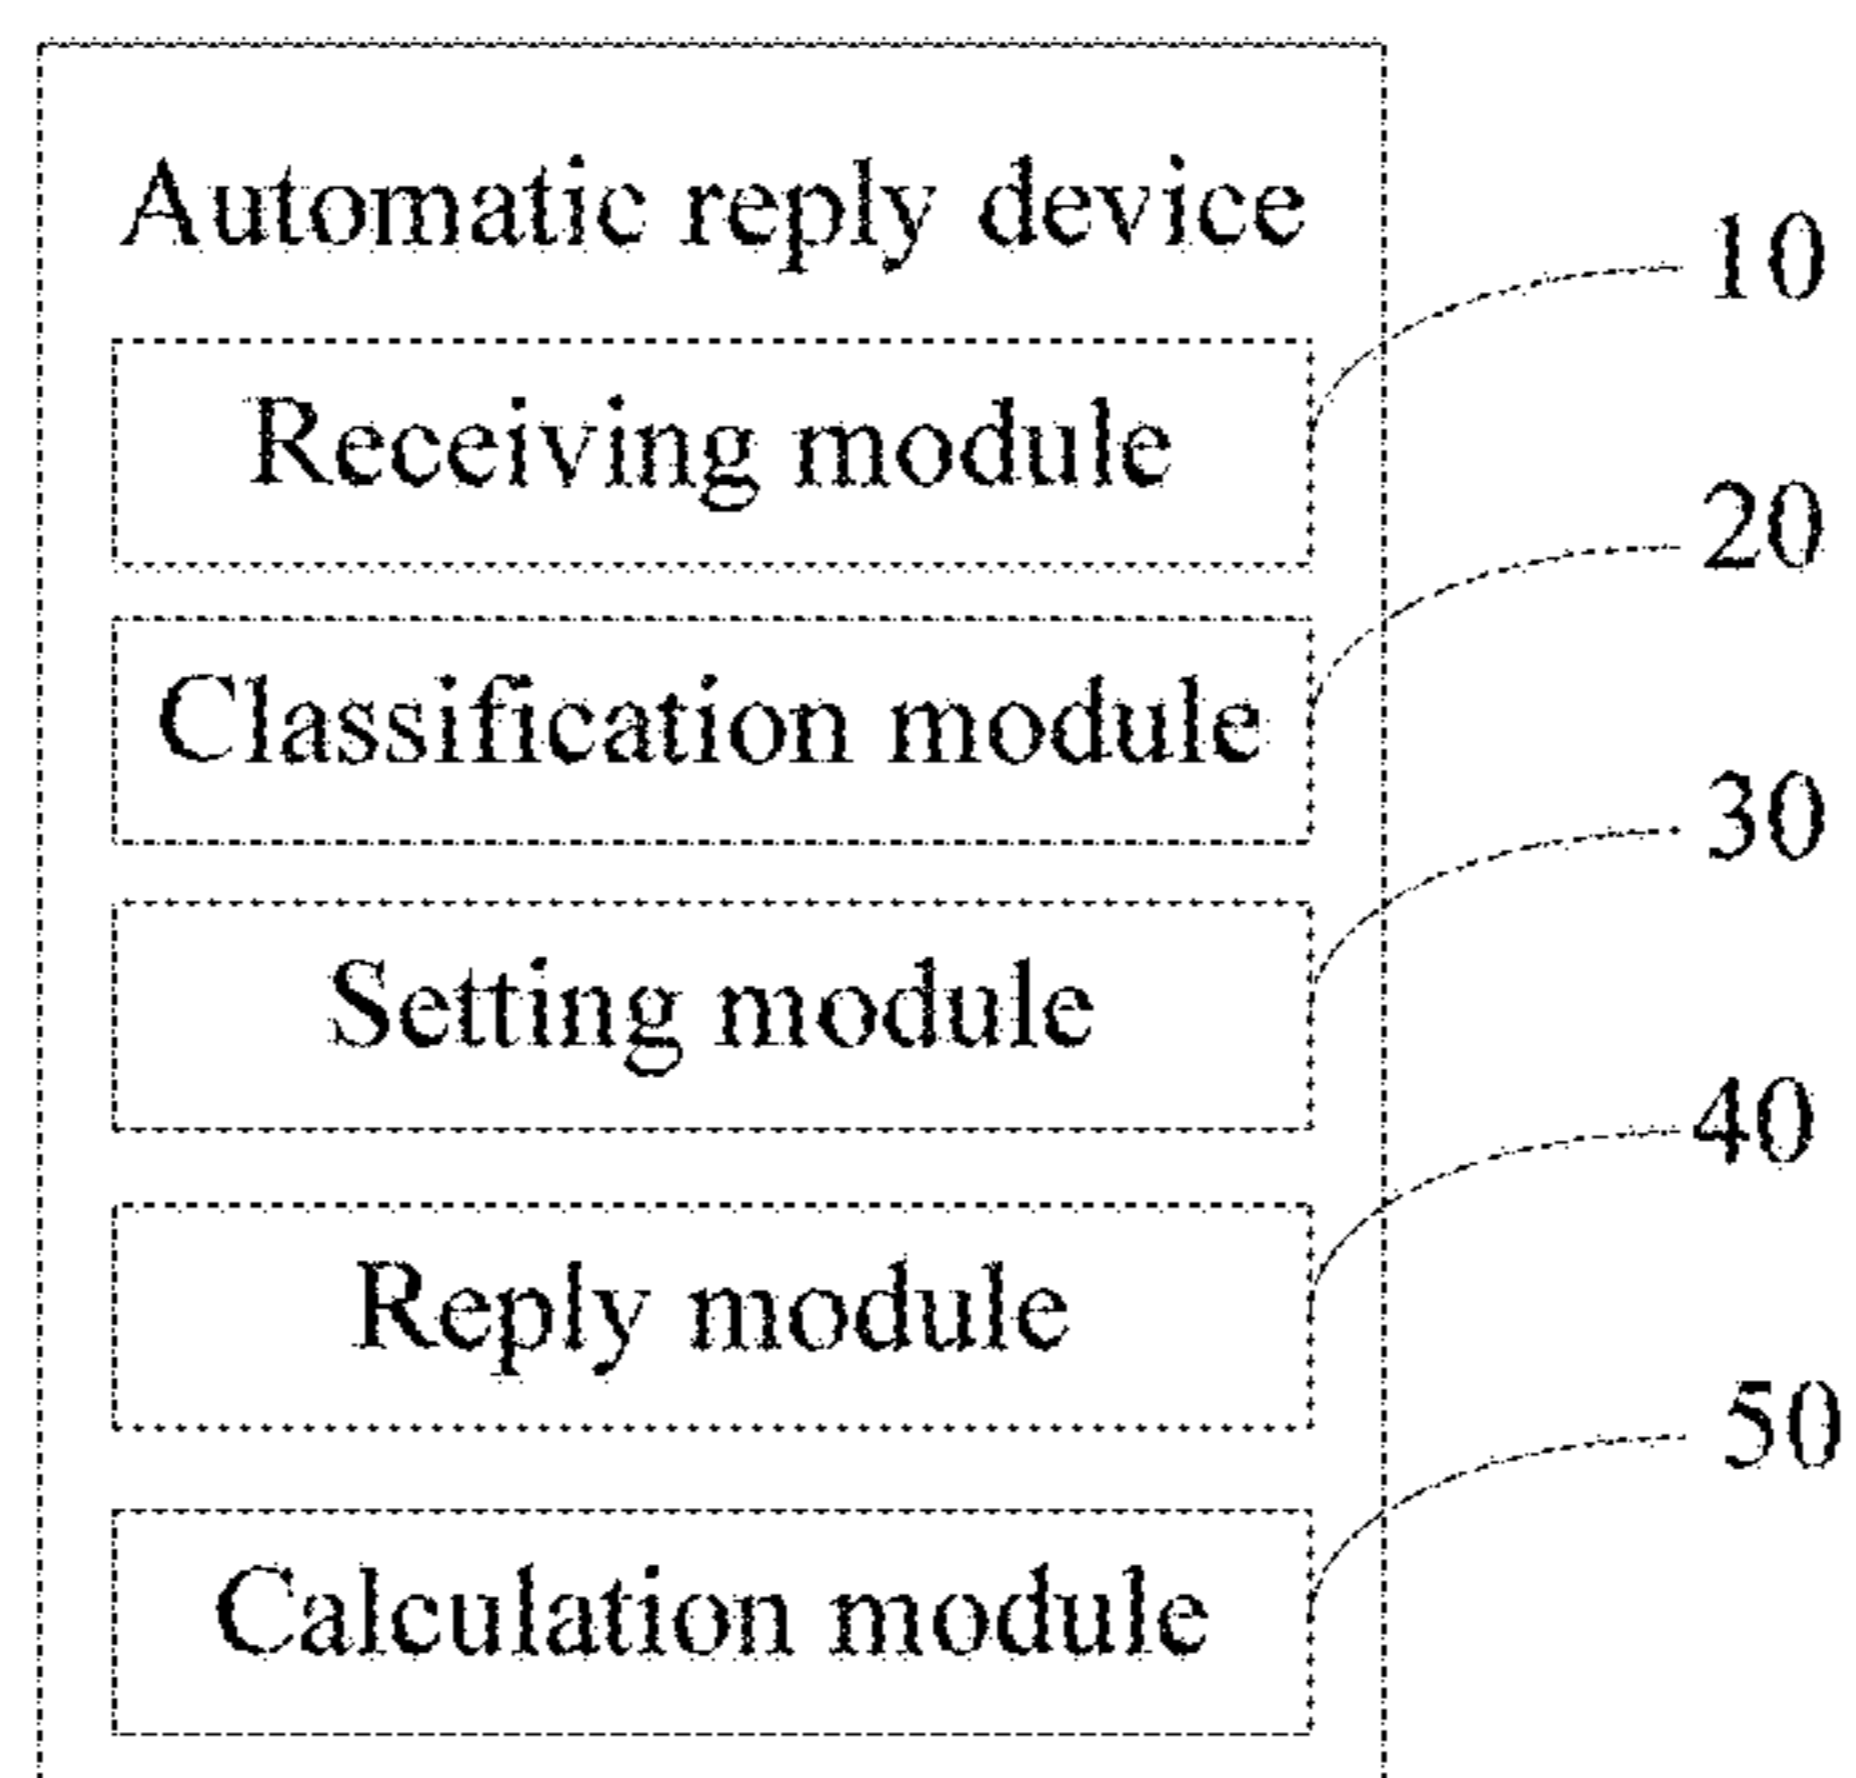 Automatic reply device
10
Receiving module
20
Classification module
30
Setting module
40
Reply module
50
Calculation module